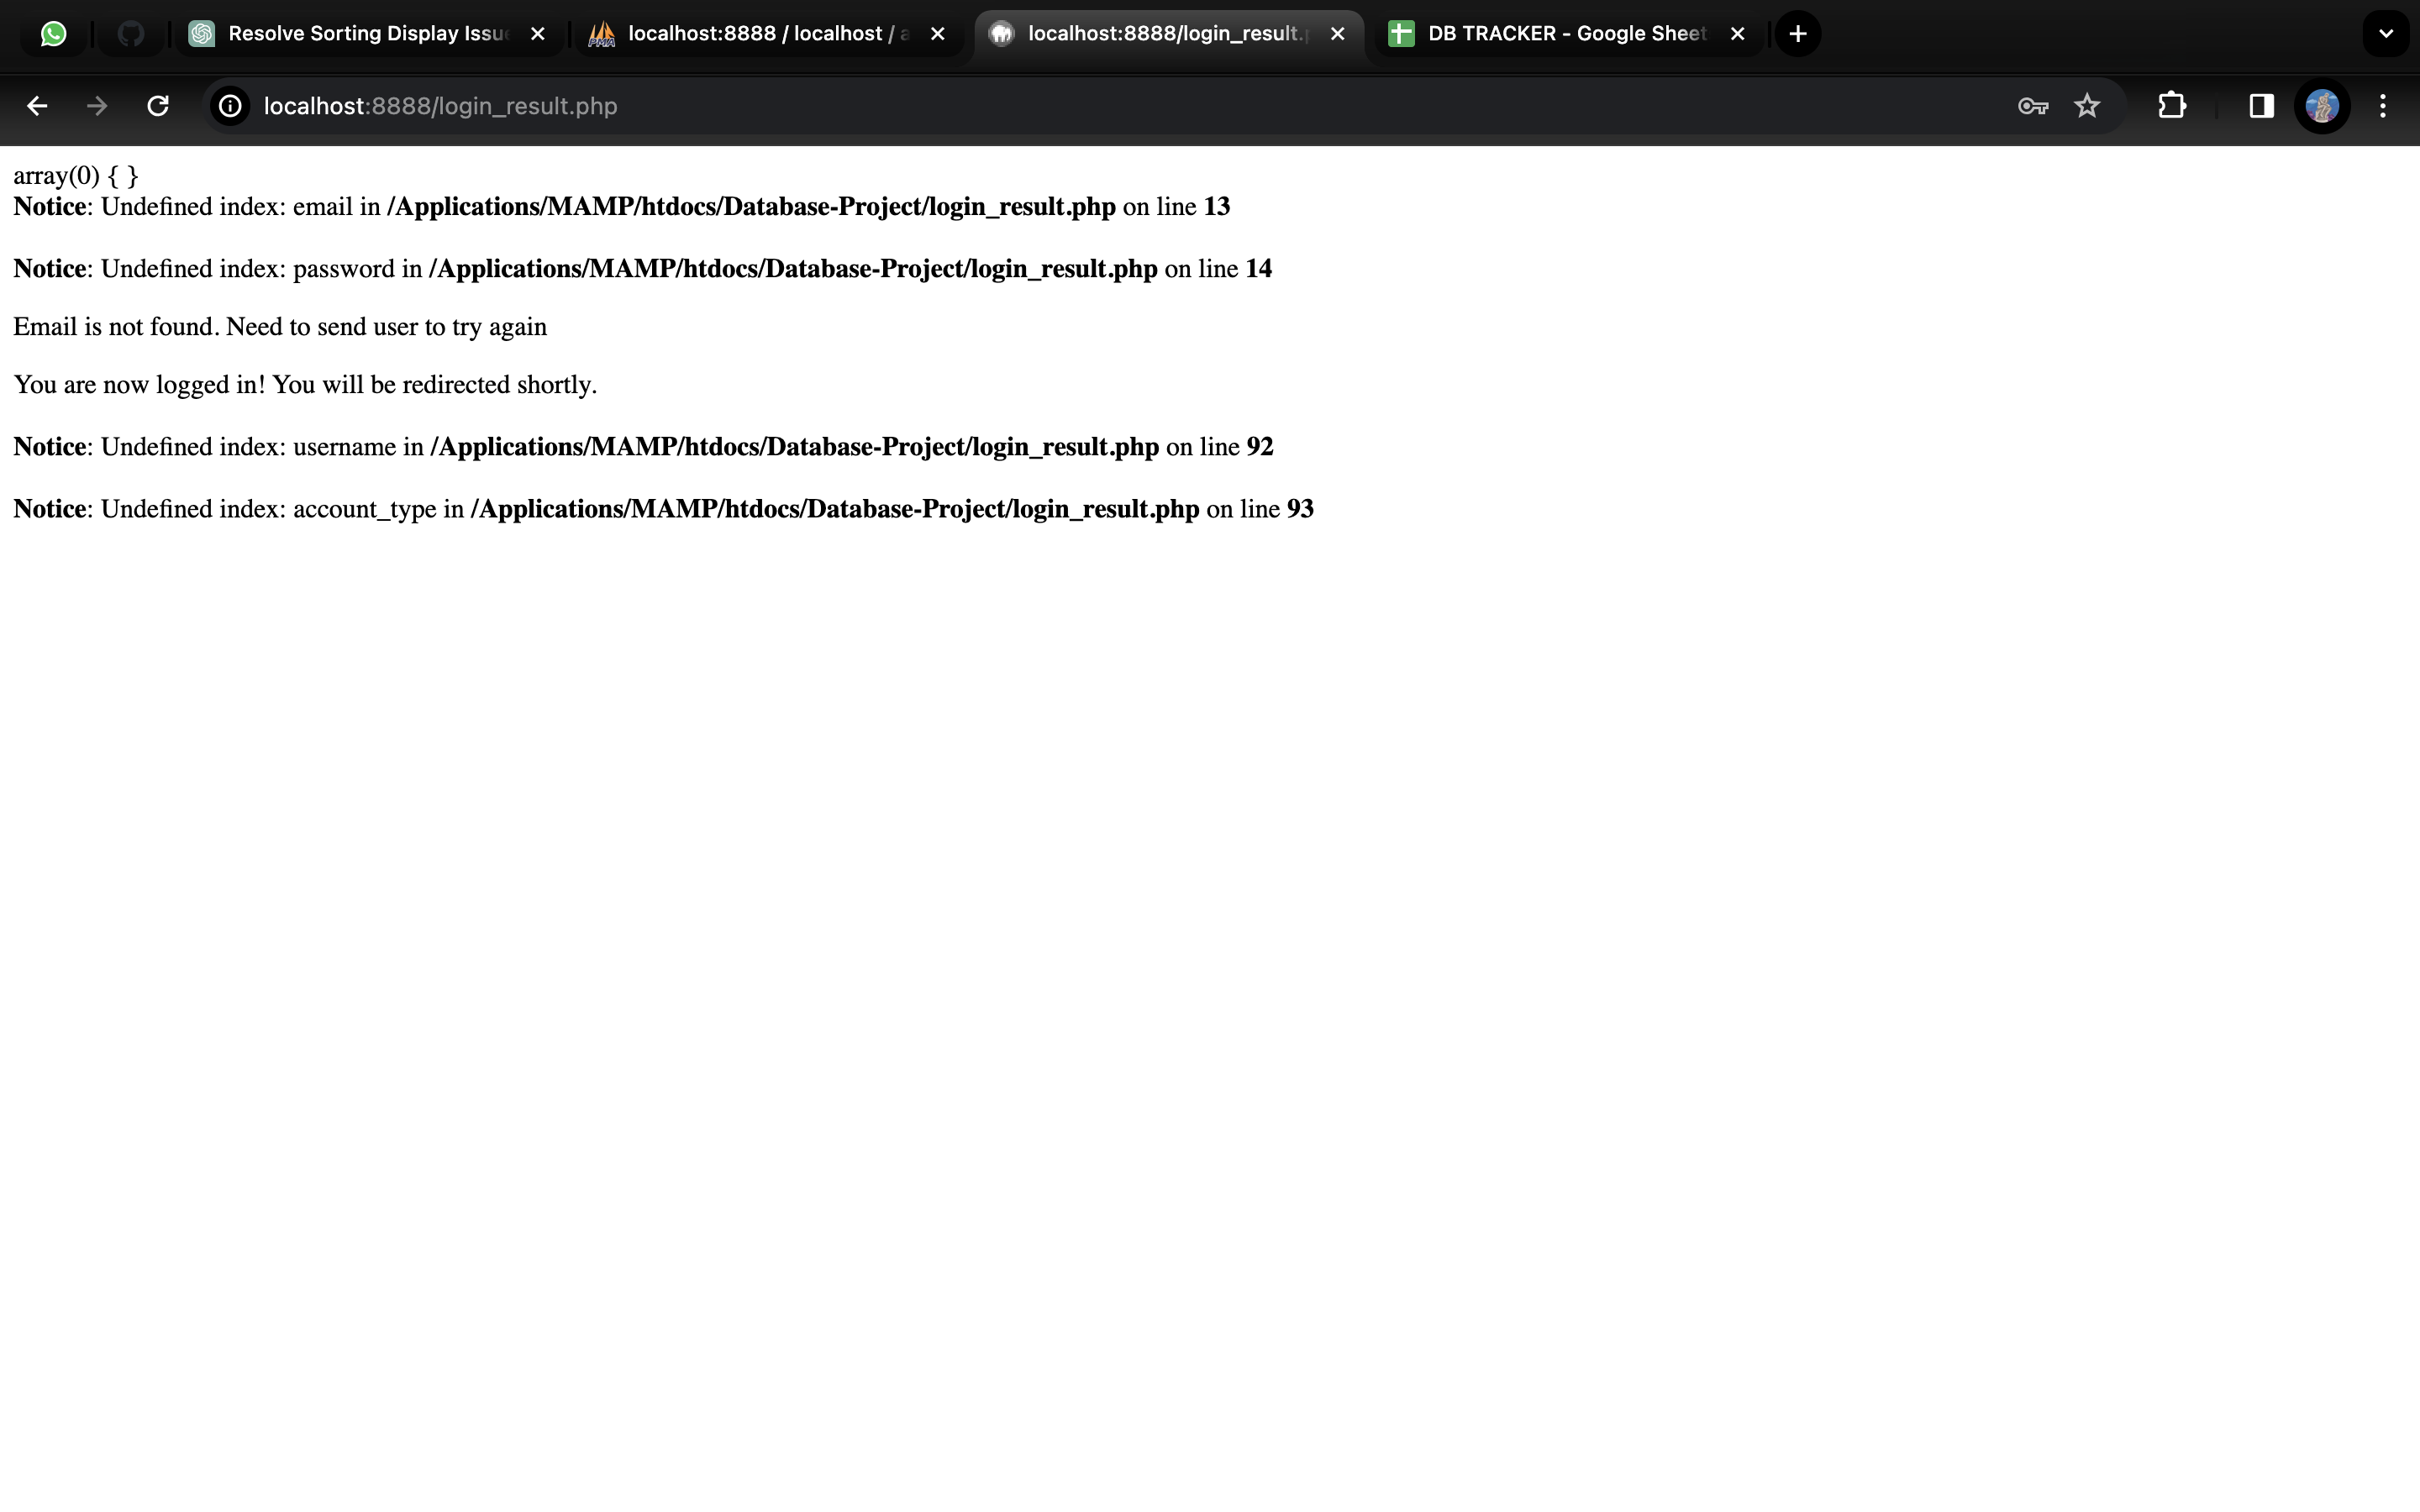 Resolve Sorting Display Issu
localhost:8888 / localhost / a
localhost:8888/login_result.p
DB TRACKER - Google Sheet
localhost:8888/login_result.php
array(0) { }
Notice: Undefined index: email in /Applications/MAMP/htdocs/Database-Project/login_result.php on line 13
Notice: Undefined index: password in /Applications/MAMP/htdocs/Database-Project/login_result.php on line 14
Email is not found. Need to send user to try again
You are now logged in! You will be redirected shortly.
Notice: Undefined index: username in /Applications/MAMP/htdocs/Database-Project/login_result.php on line 92
Notice: Undefined index: account_type in /Applications/MAMP/htdocs/Database-Project/login_result.php on line 93